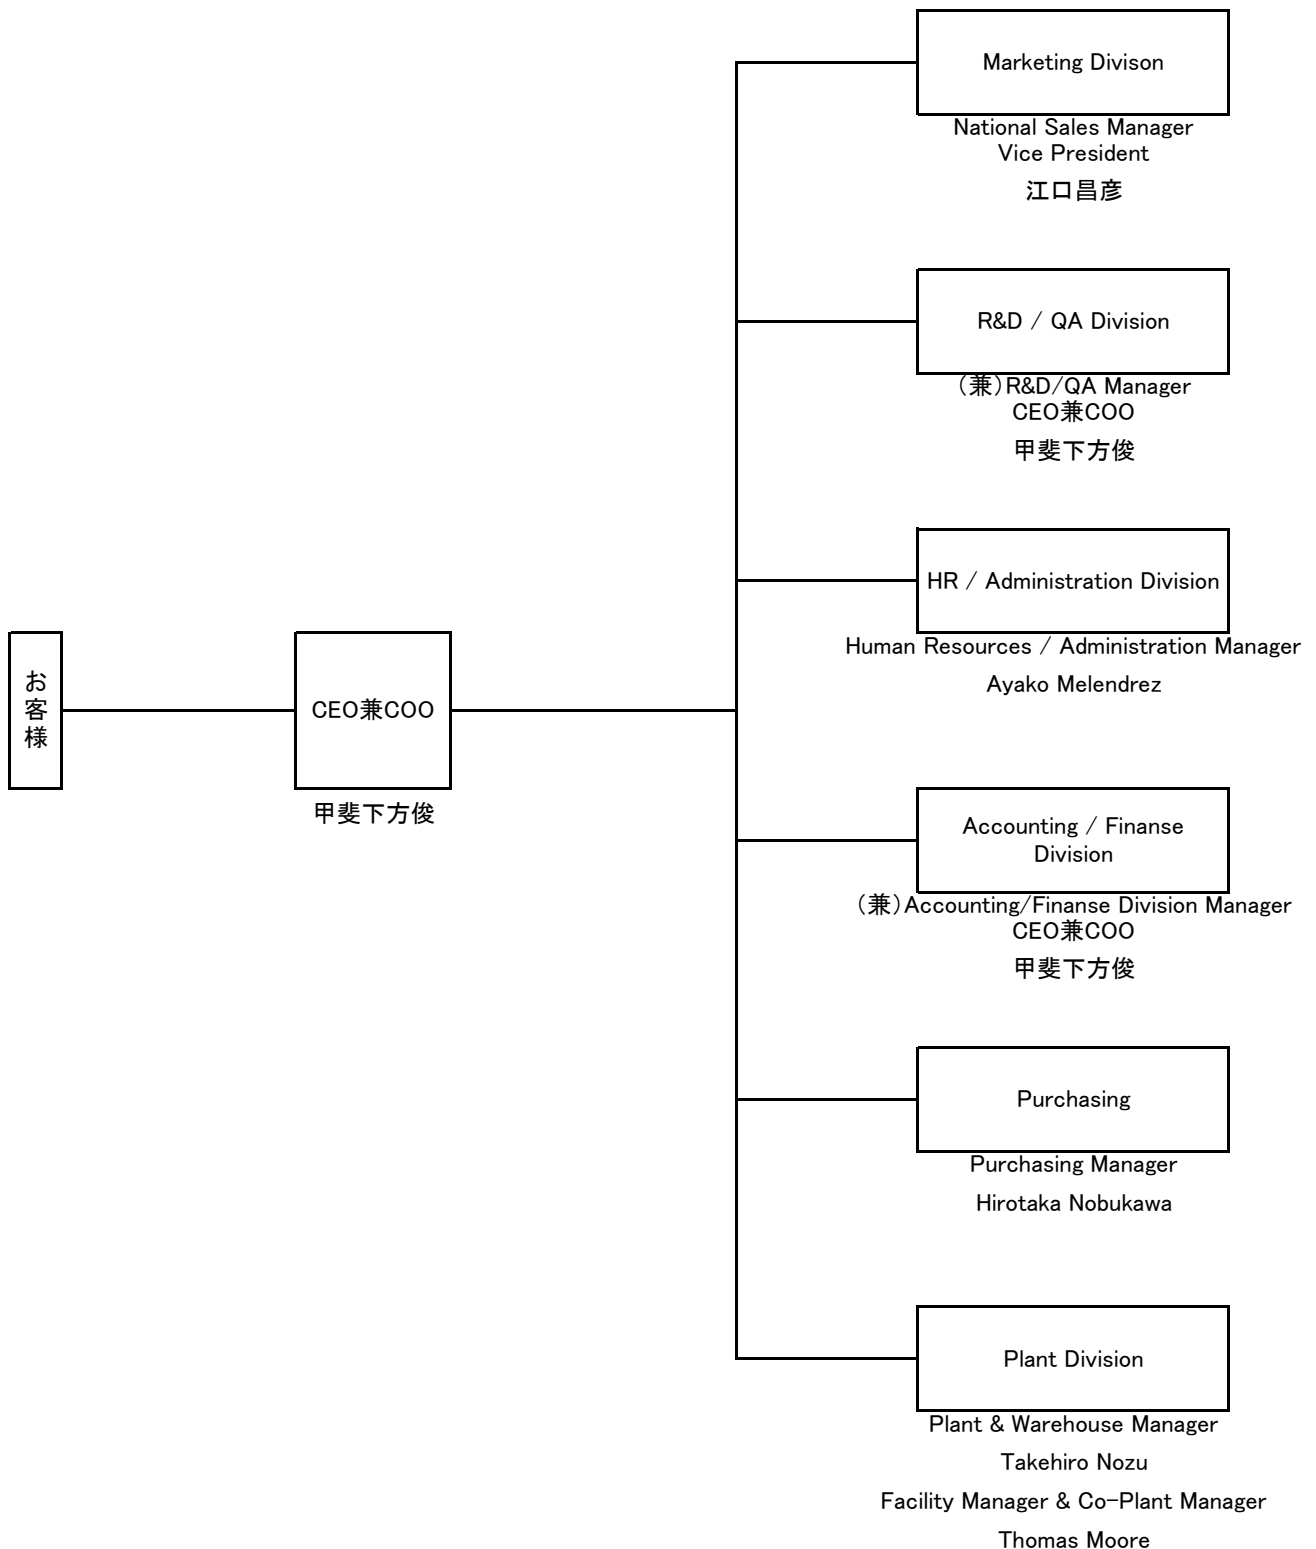 お客様
CEO兼COO
甲斐下方俊
Marketing Divison
National Sales Manager
Vice President
江口昌彦
R&D / QA Division
（兼）R&D/QA Manager
CEO兼COO
甲斐下方俊
HR / Administration Division
Human Resources / Administration Manager
Ayako Melendrez
Accounting / Finanse
Division
（兼）Accounting/Finanse Division Manager
CEO兼COO
甲斐下方俊
Purchasing
Purchasing Manager
Hirotaka Nobukawa
Plant Division
Plant & Warehouse Manager
Takehiro Nozu
Facility Manager & Co-Plant Manager
Thomas Moore